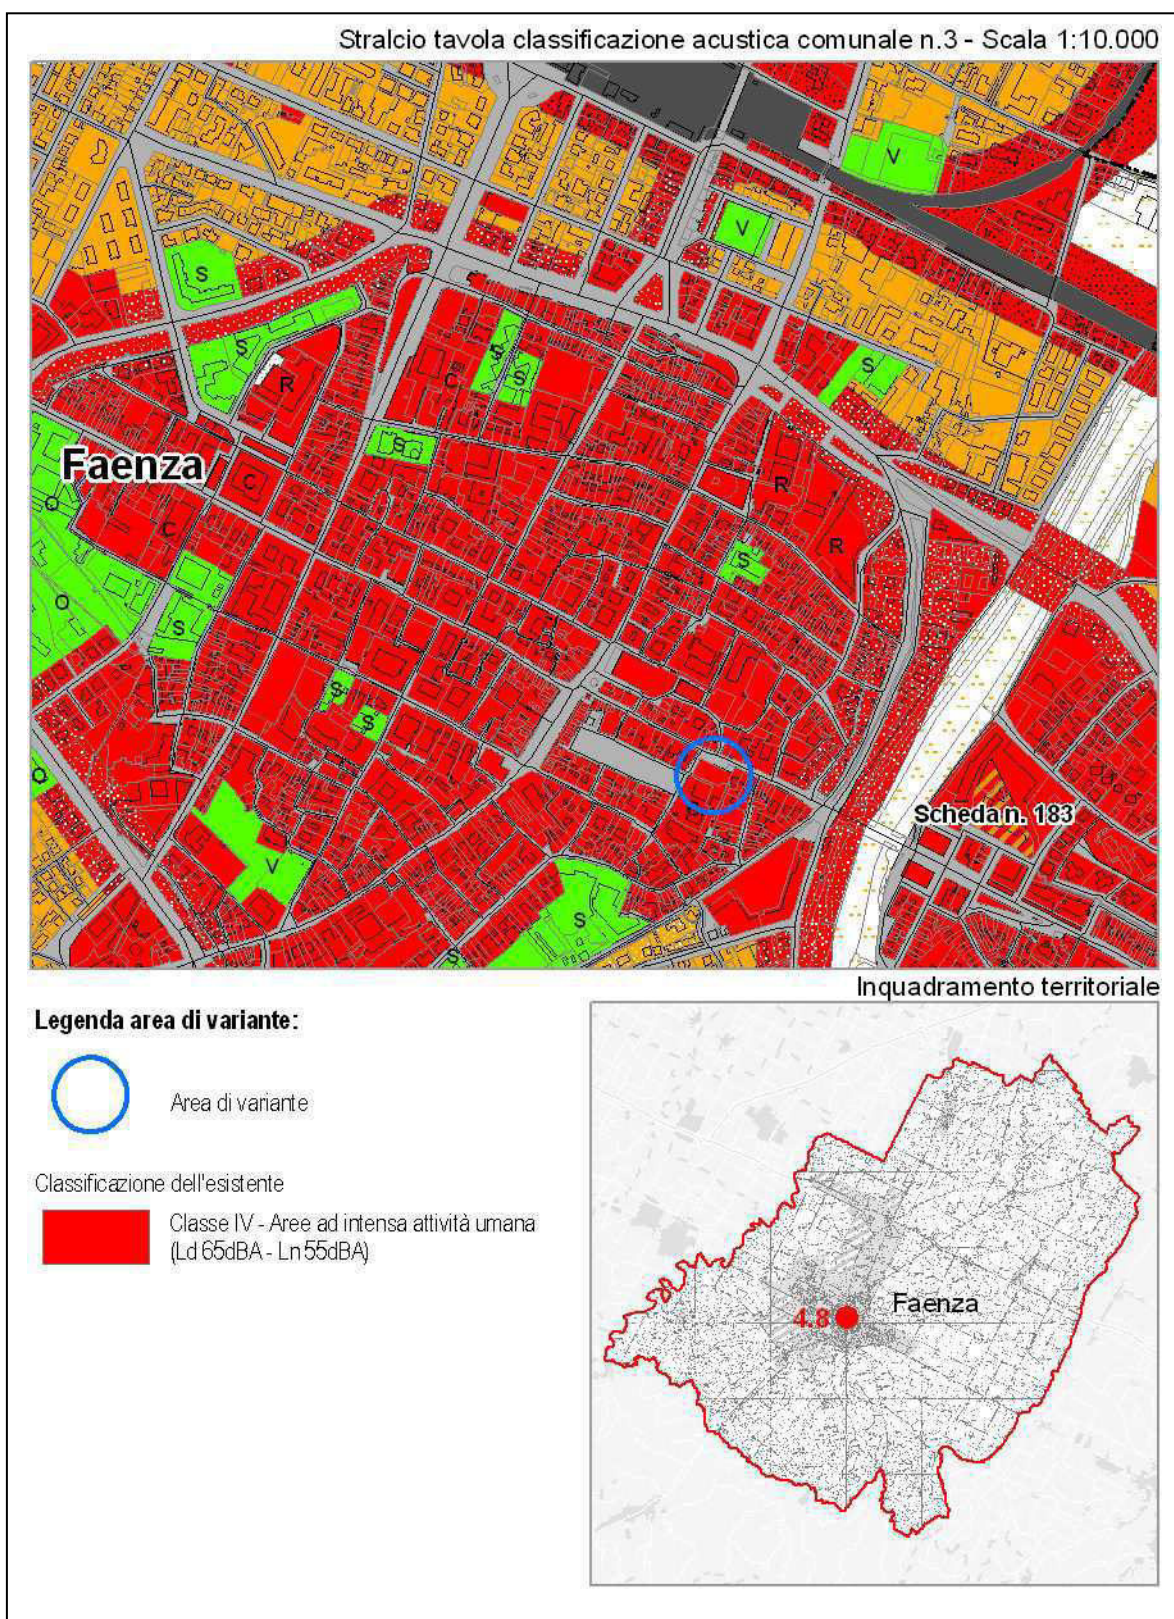 Stralcio tavola classificazione acustica comunale n.3 - Scala 1:10.000
V
V
S
S
S
S
S
R
C
S
Faenza
C
R
O
C
R
S
O
S
S
S
O
Scheda n. 183
V
S
S
Inquadramento territoriale
Legenda area di variante:
Area di variante
Classificazione dell'esistente
Classe IV - Aree ad intensa attività umana
(Ld 65dBA - Ln 55dBA)
Faenza
4.8